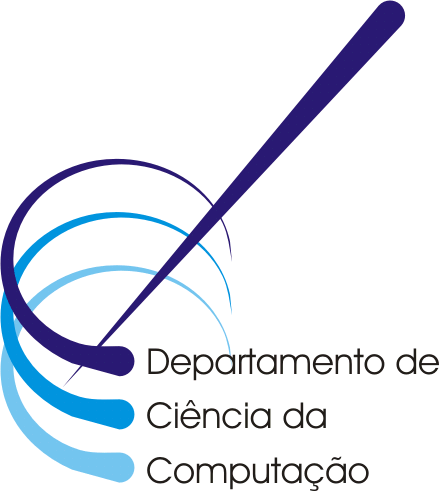 Departamento de
Ciência da
Computação